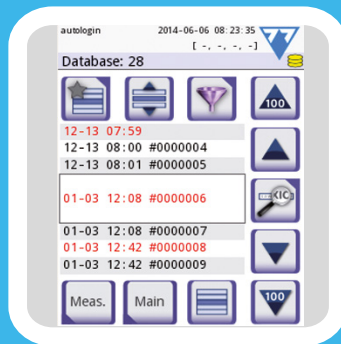 autologin 2014-06-06 08:23:35
[ -, -, -, -]
Database: 28
100
12-13 07:59
12-13 08:00 #0000004
12-13 08:01 #0000005
01-03 12:08 #0000006
KIC
01-03 12:08 #0000007
01-03 12:42 #0000008
01-03 12:42 #0000009
Meas. Main 100